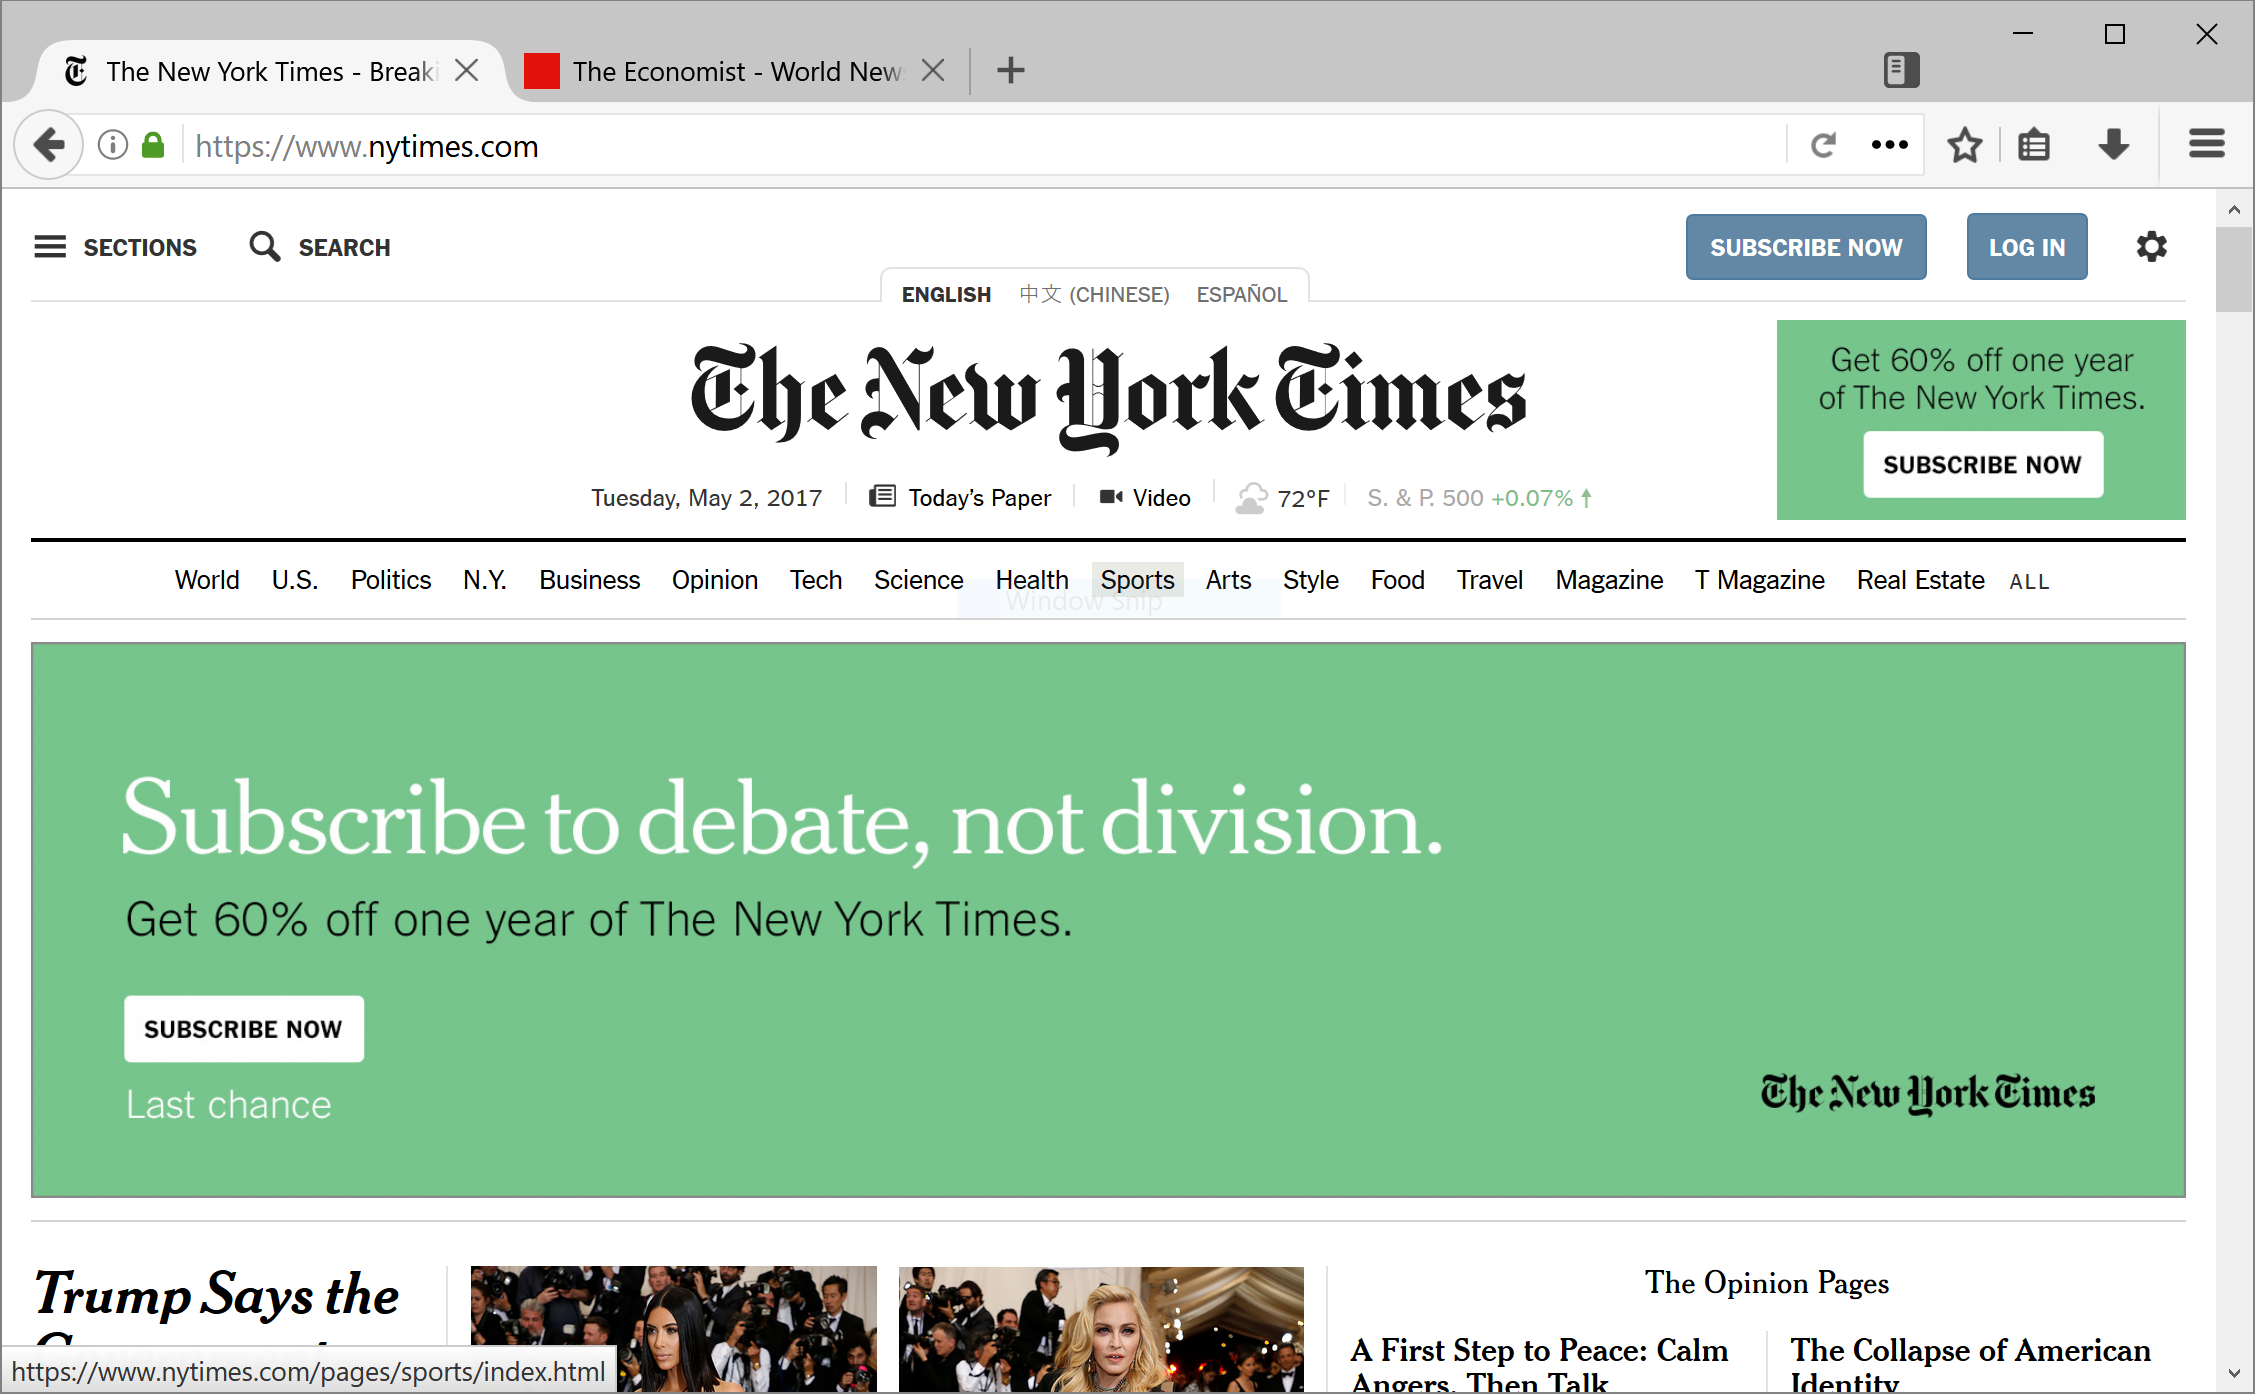 The New York Times - Breaki
The Economist - World New
https://www.nytimes.com
SECTIONS
SEARCH
SUBSCRIBE NOW
LOG IN
ENGLISH 中文 (CHINESE) ESPAÑOL
The New York Times
Get 60% off one year
of The New York Times.
SUBSCRIBE NOW
Tuesday, May 2, 2017
Today’s Paper
Video
72°F
S. & P. 500 +0.07%
World U.S. Politics N.Y. Business Opinion Tech Science Health Sports Arts Style Food Travel Magazine T Magazine Real Estate ALL
Window Snip
Subscribe to debate, not division.
Get 60% off one year of The New York Times.
SUBSCRIBE NOW
Last chance
The New York Times
Trump Says the
The Opinion Pages
A First Step to Peace: Calm
Angers, Then Talk
The Collapse of American
Identity
https://www.nytimes.com/pages/sports/index.html